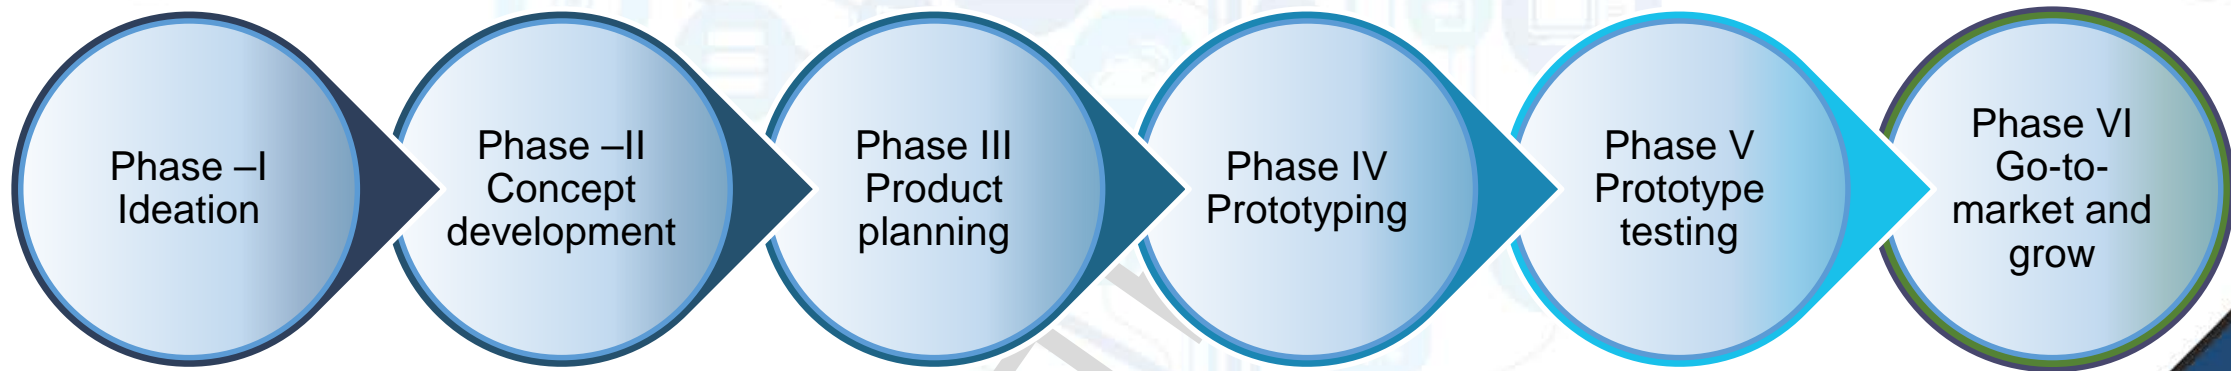 Phase –I
Ideation
Phase –II
Concept
development
Phase III
Product
planning
Phase IV
Prototyping
Phase V
Prototype
testing
Phase VI
Go-to-
market and
grow